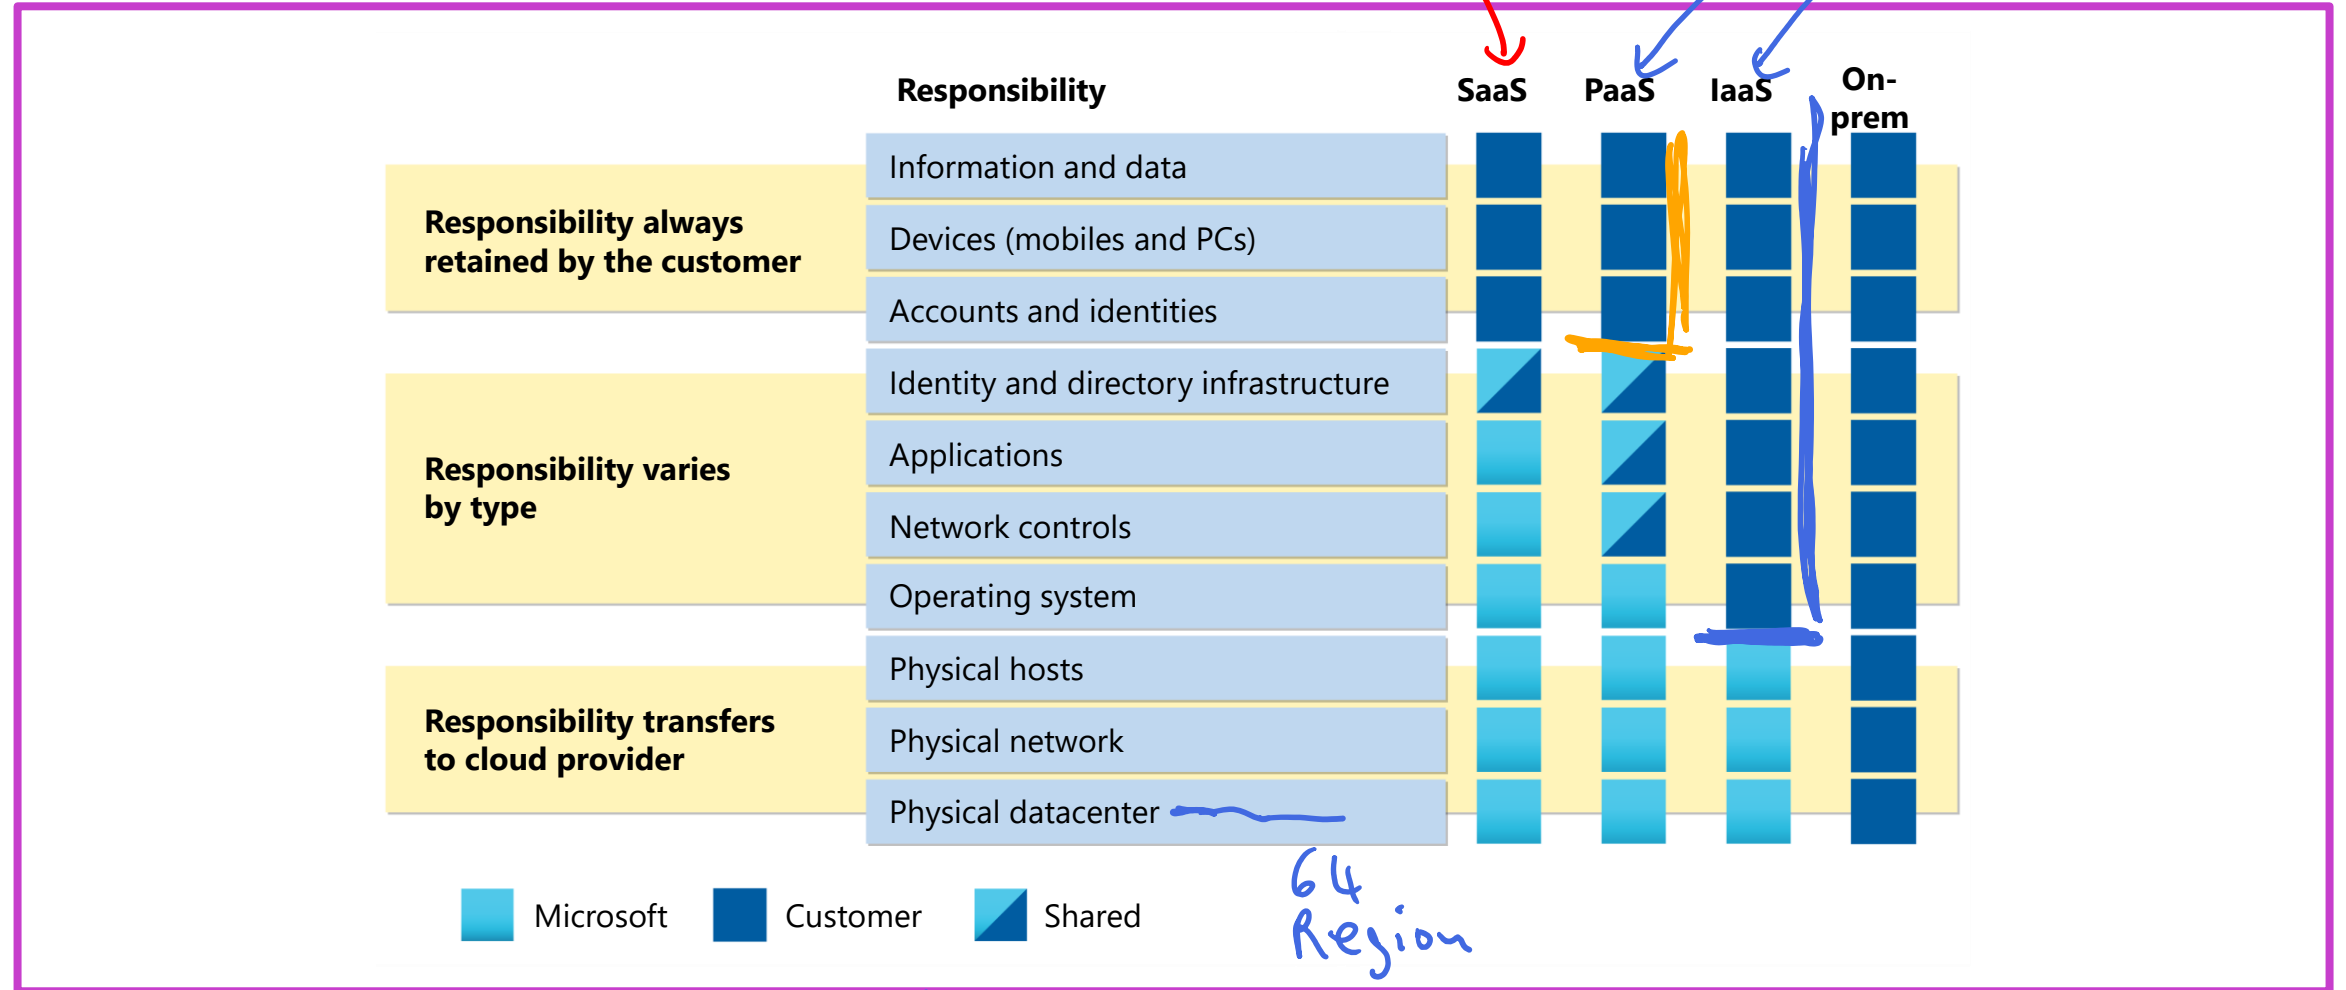 Responsibility SaaS PaaS IaaS On-
prem
Information and data
Responsibility always
retained by the customer
Devices (mobiles and PCs)
Accounts and identities
Identity and directory infrastructure
Responsibility varies
by type
Applications
Network controls
Operating system
Physical hosts
Responsibility transfers
to cloud provider
Physical network
Physical datacenter
64
Region
Microsoft Customer Shared